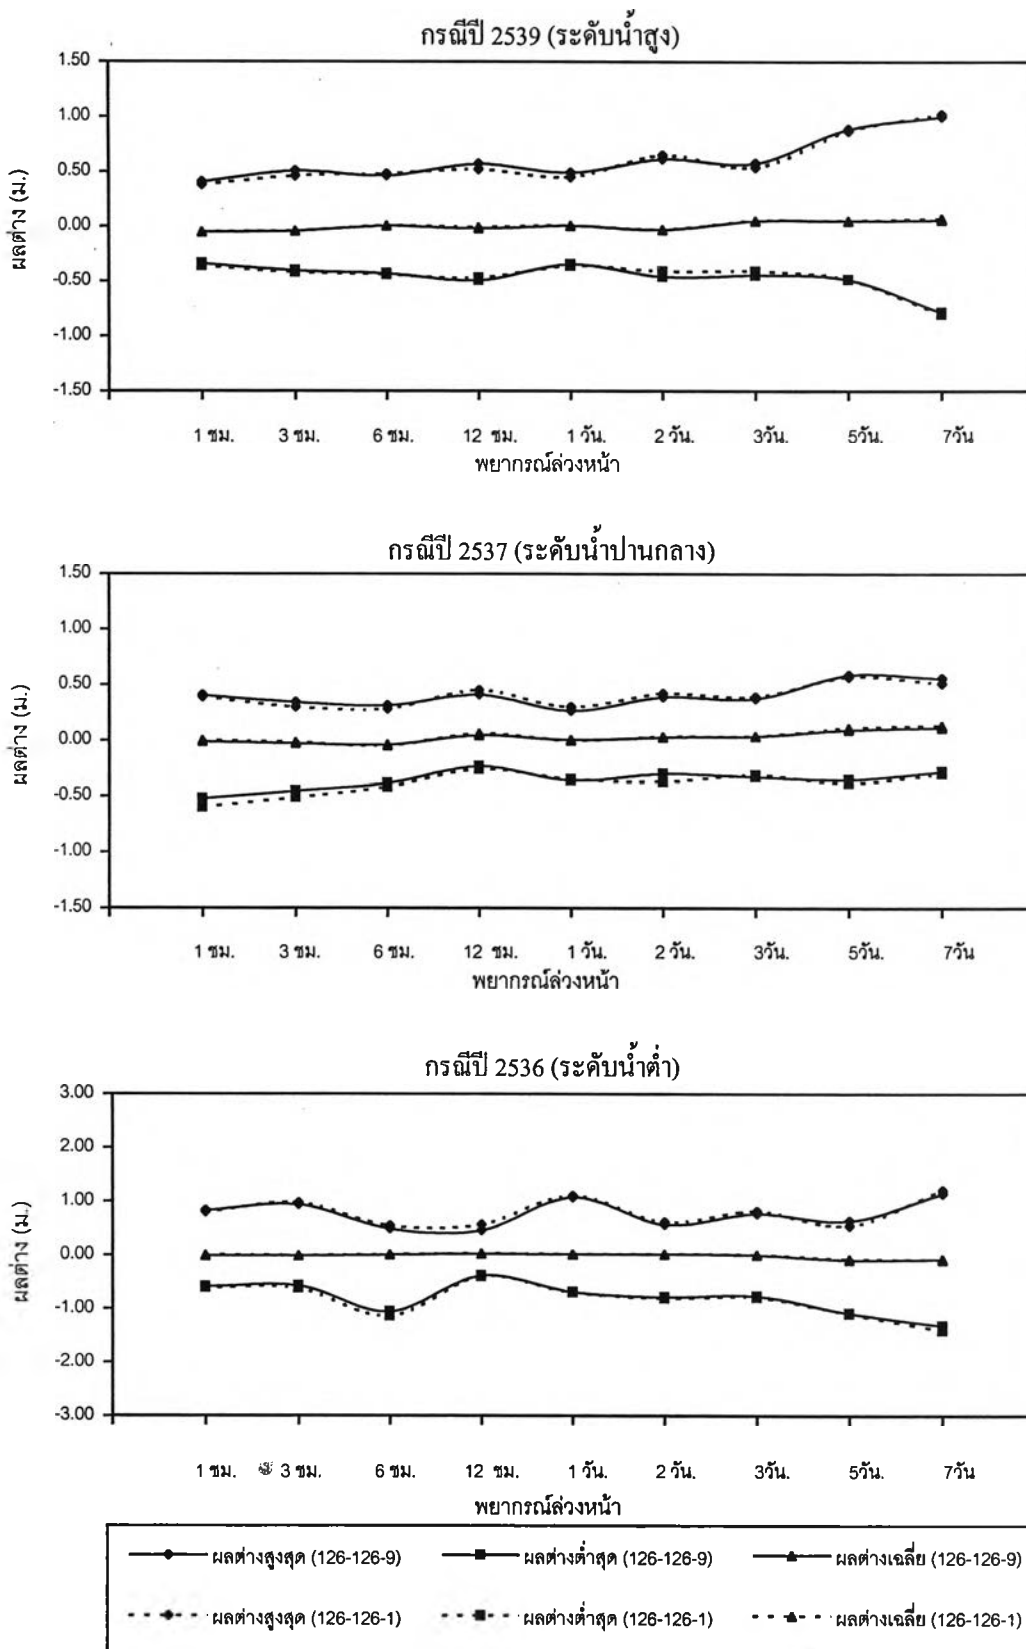 กรณีปี 2539 (ระดับน้ำสูง)
1.50
1.00
0.50
0.00
-0.50
-1.00
-1.50
ผลต่าง (ม.)
1 ชม. 3 ชม. 6 ชม. 12 ชม. 1 วัน. 2 วัน. 3วัน. 5วัน. 7วัน
พยากรณ์ล่วงหน้า
กรณีปี 2537 (ระดับน้ำปานกลาง)
1.50
1.00
0.50
0.00
-0.50
-1.00
-1.50
ผลต่าง (ม.)
1 ชม. 3 ชม. 6 ชม. 12 ชม. 1 วัน. 2 วัน. 3วัน. 5วัน. 7วัน
พยากรณ์ล่วงหน้า
กรณีปี 2536 (ระดับน้ำต่ำ)
3.00
2.00
1.00
0.00
-1.00
-2.00
-3.00
ผลต่าง (ม.)
1 ชม. 3 ชม. 6 ชม. 12 ชม. 1 วัน. 2 วัน. 3วัน. 5วัน. 7วัน
พยากรณ์ล่วงหน้า
ผลต่างสูงสุด (126-126-9) ผลต่างต่ำสุด (126-126-9) ผลต่างเฉลี่ย (126-126-9)
ผลต่างสูงสุด (126-126-1) ผลต่างต่ำสุด (126-126-1) ผลต่างเฉลี่ย (126-126-1)